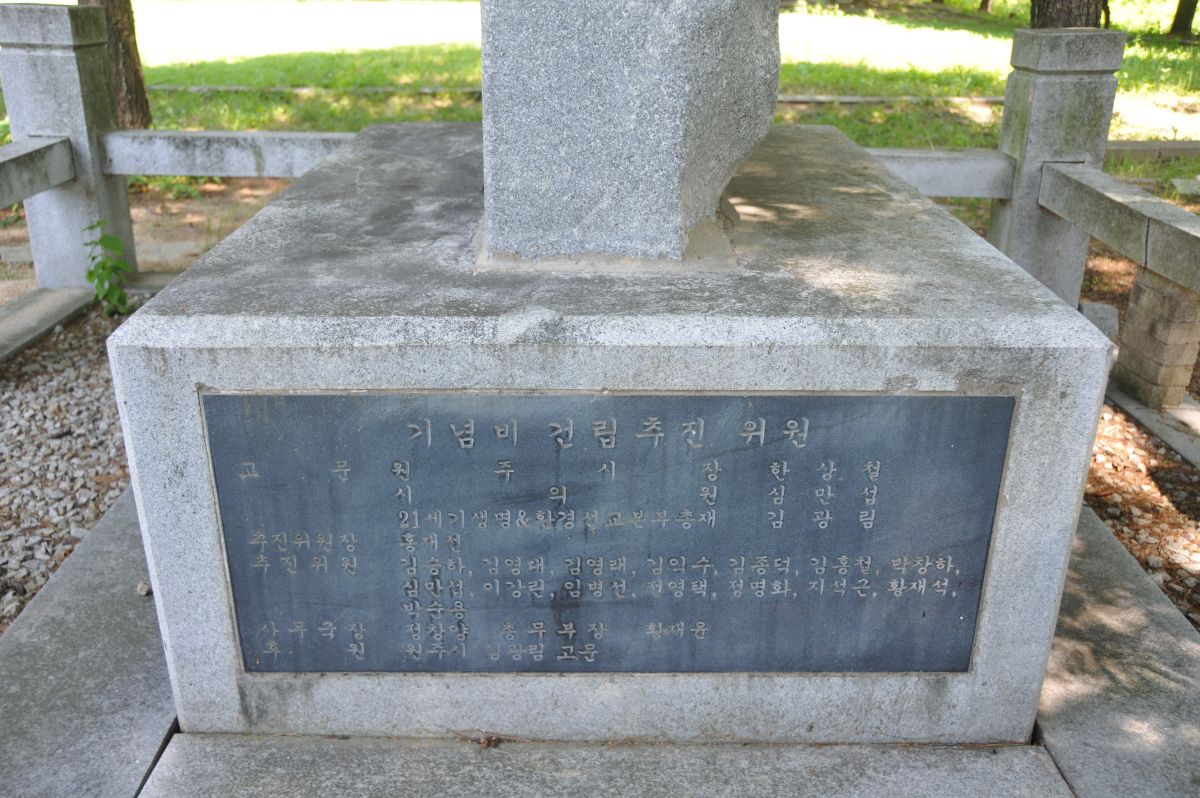 기념비 건립추진 위원
고 문 원 주 시 장 한 상 철
시 의 원 심 만 섭
21세기생명&환경선교본부총재 김 광 림
추진위원장 홍재선
추진위원 김승하, 김영대, 김영래, 김익수, 김종덕, 김홍철, 박창하,
심만섭, 이강린, 임병선, 전영택, 정명화, 지석근, 황재석,
박수용
사무국장 정창양 총무부장 황재윤
후 원 원주시 김광림고문